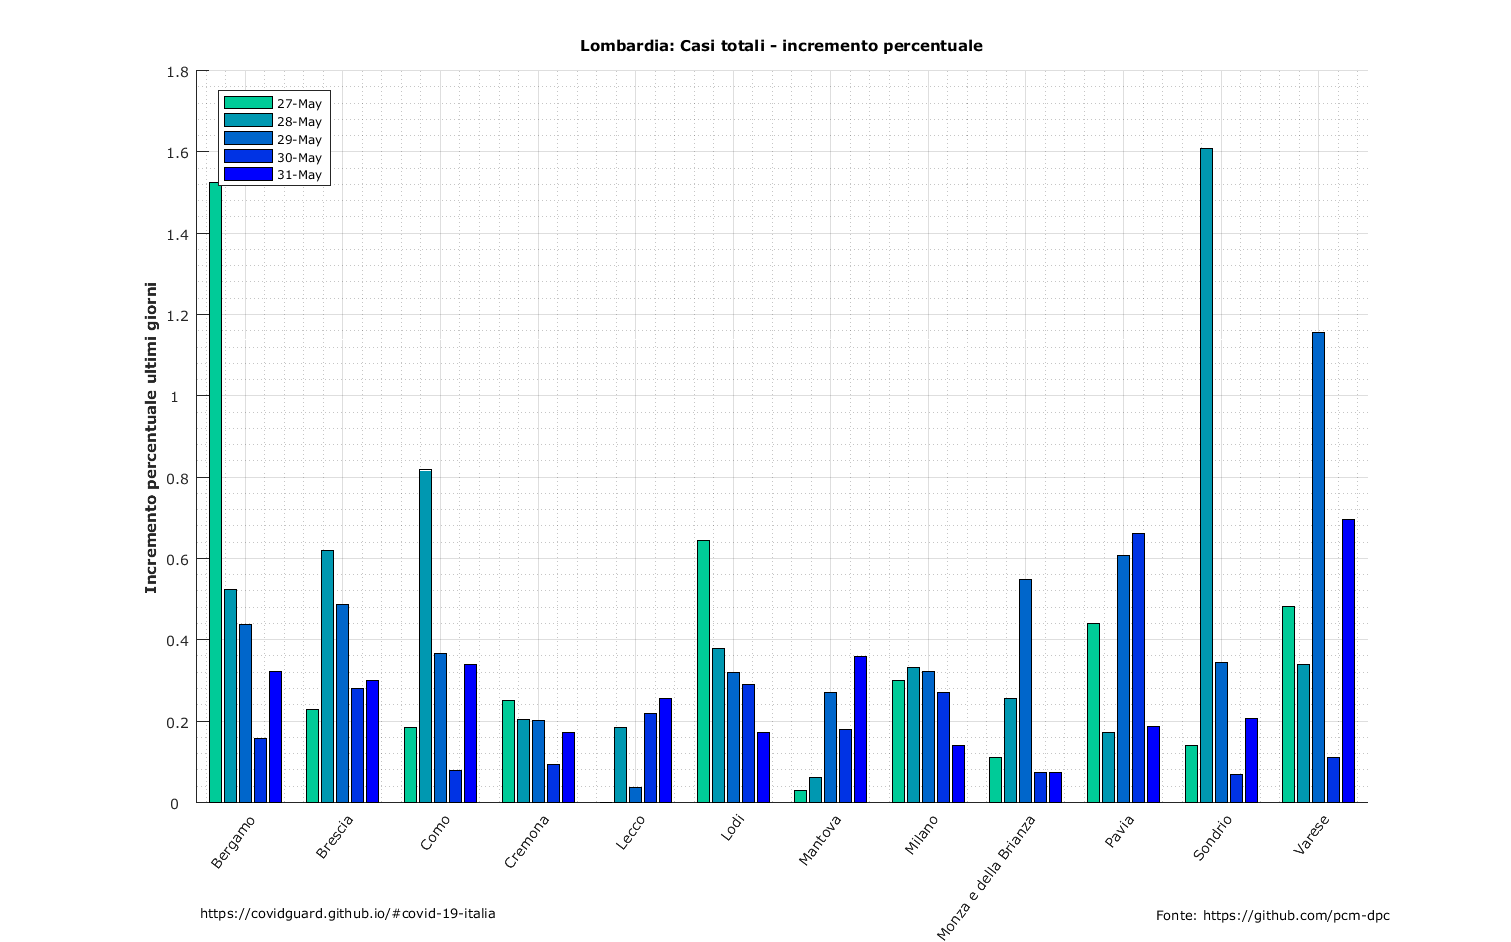 Lombardia: Casi totali - incremento percentuale
Incremento percentuale ultimi giorni
1.8
1.6
1.4
1.2
1
0.8
0.6
0.4
0.2
0
27-May
28-May
29-May
30-May
31-May
Bergamo
Brescia
Como
Cremona
Lecco
Lodi
Mantova
Milano
Monza e della Brianza
Pavia
Sondrio
Varese
https://covidguard.github.io/#covid-19-italia
Fonte: https://github.com/pcm-dpc